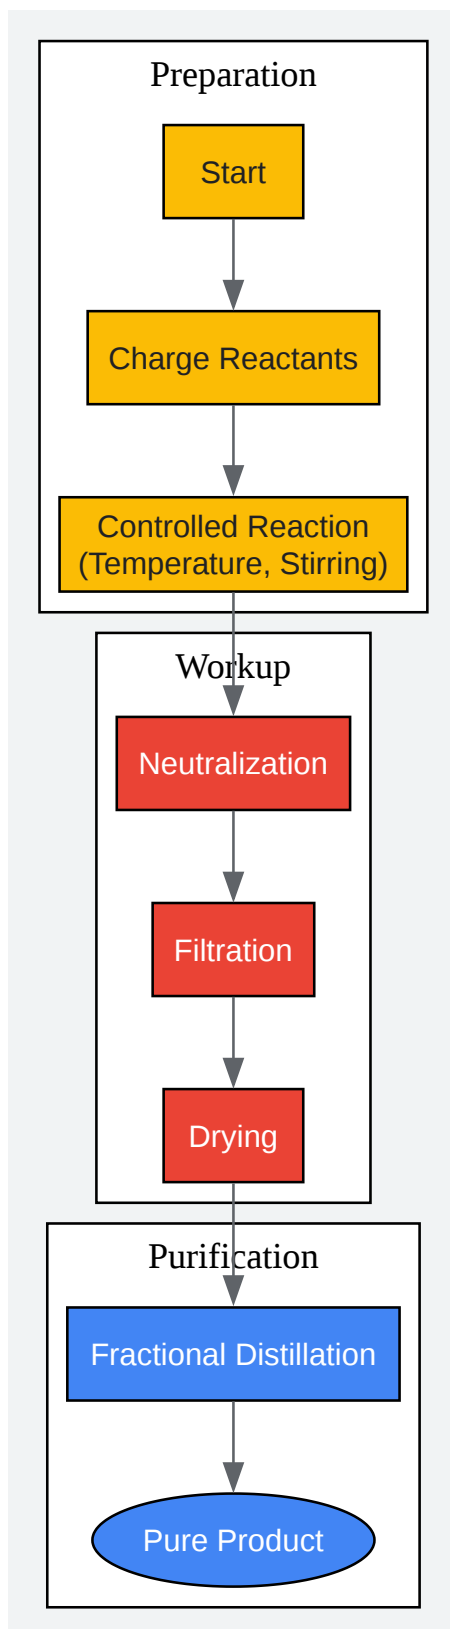 Preparation
Start
Charge Reactants
Controlled Reaction
(Temperature, Stirring)
Workup
Neutralization
Filtration
Drying
Purification
Fractional Distillation
Pure Product